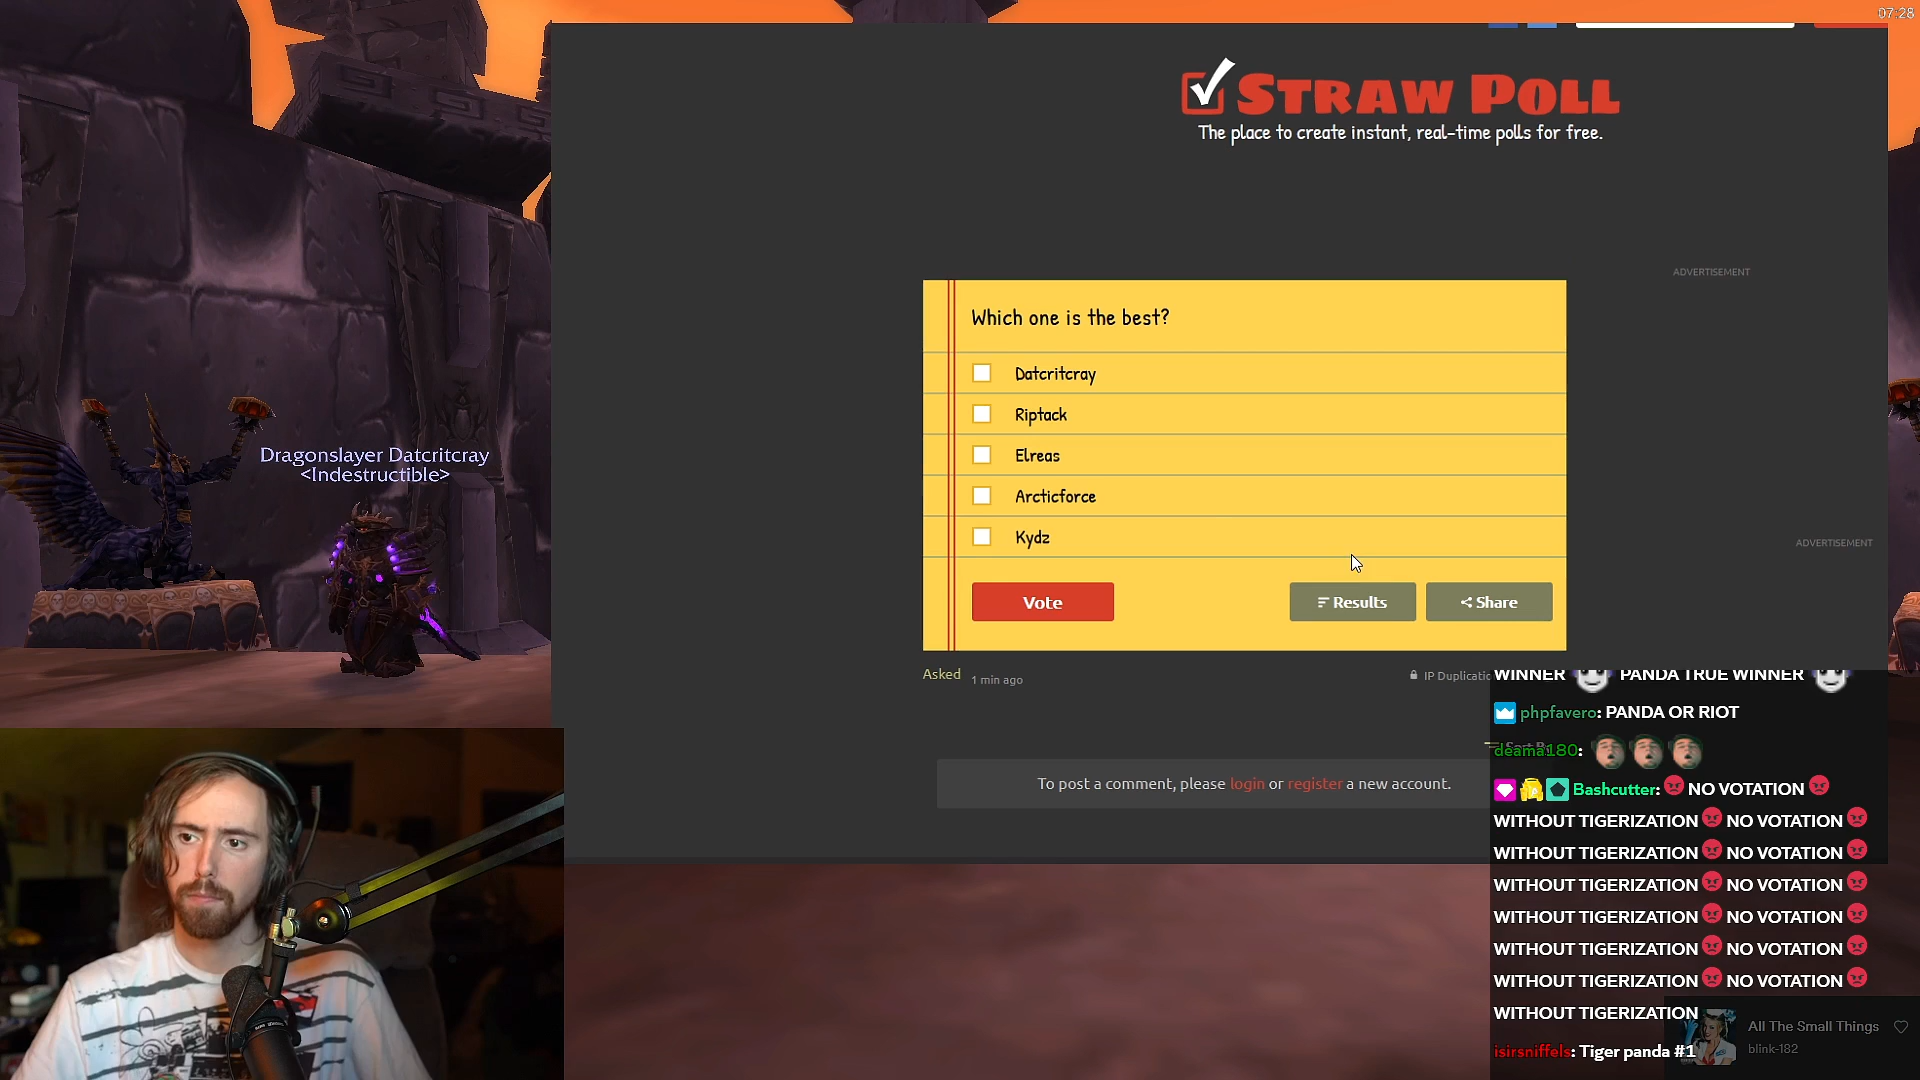 07:28
STRAW POLL
The place to create instant, real-time polls for free.
ADVERTISEMENT
Which one is the best?
Datcritcray
Riptack
Elreas
Arcticforce
Kydz
Vote
Results
Share
ADVERTISEMENT
Dragonslayer Datcritcray
<Indestructible>
Asked
1 min ago
IP Duplicatio
To post a comment, please login or register a new account.
WINNER PANDA TRUE WINNER
phpfavero: PANDA OR RIOT
deama180:
Bashcutter: NO VOTATION
WITHOUT TIGERIZATION NO VOTATION
WITHOUT TIGERIZATION NO VOTATION
WITHOUT TIGERIZATION NO VOTATION
WITHOUT TIGERIZATION NO VOTATION
WITHOUT TIGERIZATION NO VOTATION
WITHOUT TIGERIZATION NO VOTATION
WITHOUT TIGERIZATION
isirsniffels: Tiger panda #1
All The Small Things
blink-182